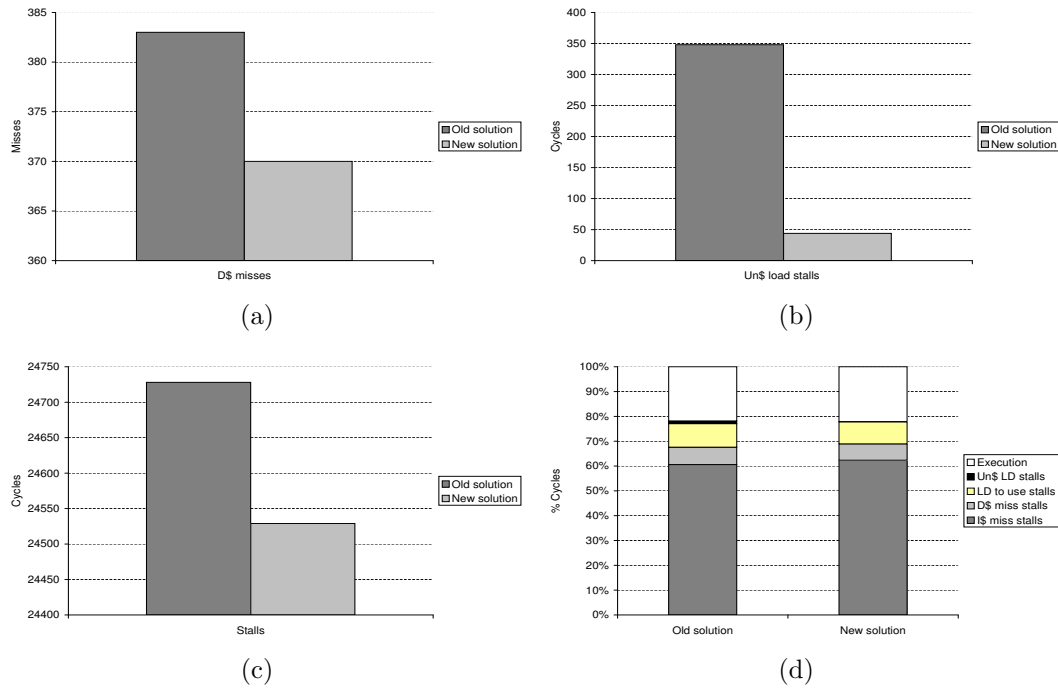 385
380
375
370
365
360
Misses
D$ misses
Old solution
New solution
(a)
400
350
300
250
200
150
100
50
0
Cycles
Un$ load stalls
Old solution
New solution
(b)
24750
24700
24650
24600
24550
24500
24450
24400
Cycles
Stalls
Old solution
New solution
(c)
100%
90%
80%
70%
60%
50%
40%
30%
20%
10%
0%
% Cycles
Old solution
New solution
Execution
Un$ LD stalls
LD to use stalls
D$ miss stalls
I$ miss stalls
(d)